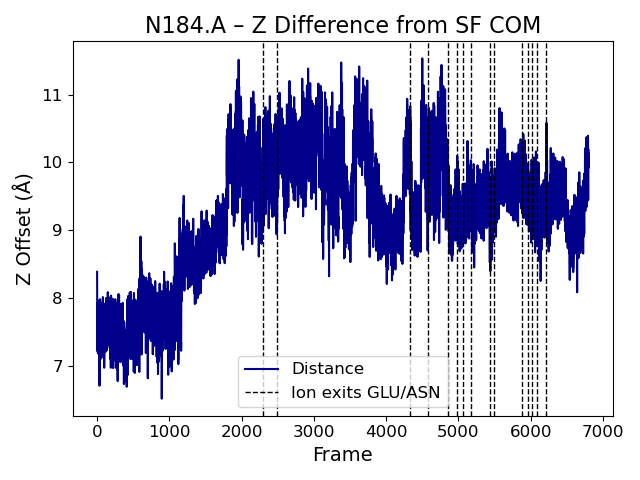 N184.A – Z Difference from SF COM
Z Offset (Å)
11
10
9
8
7
Distance
Ion exits GLU/ASN
0 1000 2000 3000 4000 5000 6000 7000
Frame